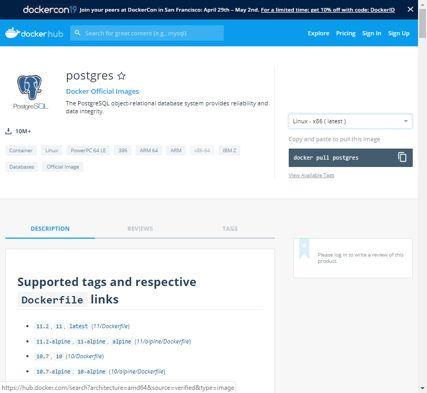 dockercon19 Join your peers at DockerCon in San Francisco: April 29th – May 2nd. For a limited time: get 10% off with code: DockerIO
docker hub Search for great content (e.g., mysql) Explore Pricing Sign In Sign Up
postgres
Docker Official Images
The PostgreSQL object-relational database system provides reliability and
data integrity.
PostgreSQL
10M+
Container Linux PowerPC 64 LE 386 ARM 64 ARM x86-64 IBM Z
Databases Official Image
Linux - x86 ( latest )
Copy and paste to pull this image
docker pull postgres
View Available Tags
DESCRIPTION REVIEWS TAGS
Please log in to write a review of this
product.
Supported tags and respective
Dockerfile links
11.2, 11, latest (11/Dockerfile)
11.2-alpine, 11-alpine, alpine (11/alpine/Dockerfile)
10.7, 10 (10/Dockerfile)
10.7-alpine, 10-alpine (10/alpine/Dockerfile)
https://hub.docker.com/search?architecture=amd64&source=verified&type=image